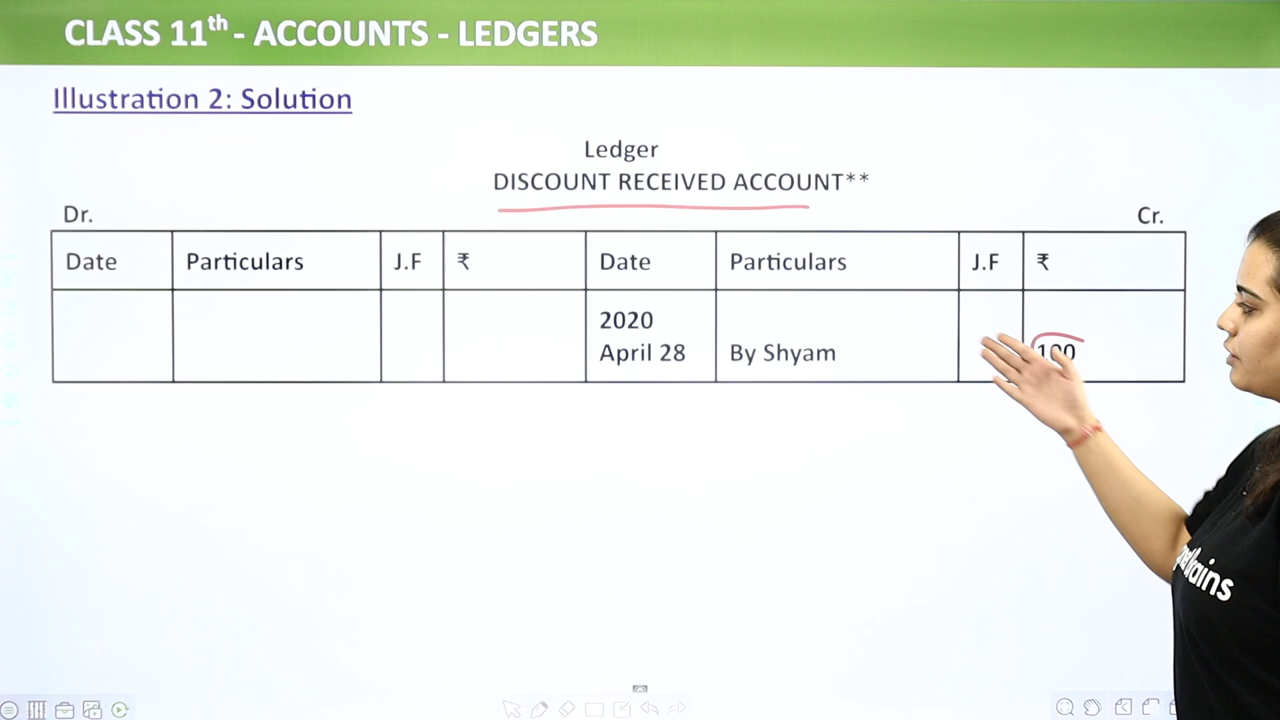 CLASS 11th - ACCOUNTS - LEDGERS
Illustration 2: Solution
Ledger
DISCOUNT RECEIVED ACCOUNT**
Dr. Cr.
Date Particulars J.F ₹ Date Particulars J.F ₹
2020
April 28 By Shyam 100